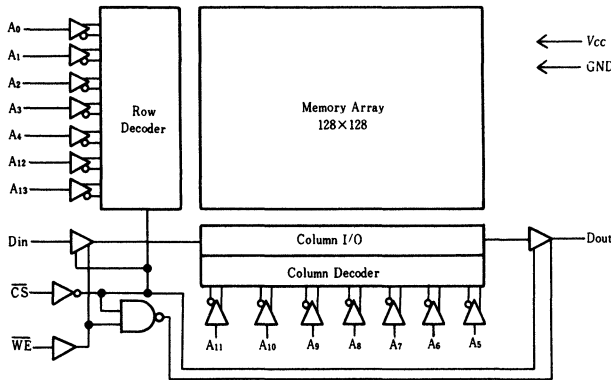 A0
A1
A2
A3
A4
A12
A13
Row
Decoder
Memory Array
128×128
Vcc
GND
Din
Column I/O
Dout
Column Decoder
CS
WE
A11
A10
A9
A8
A7
A6
A5